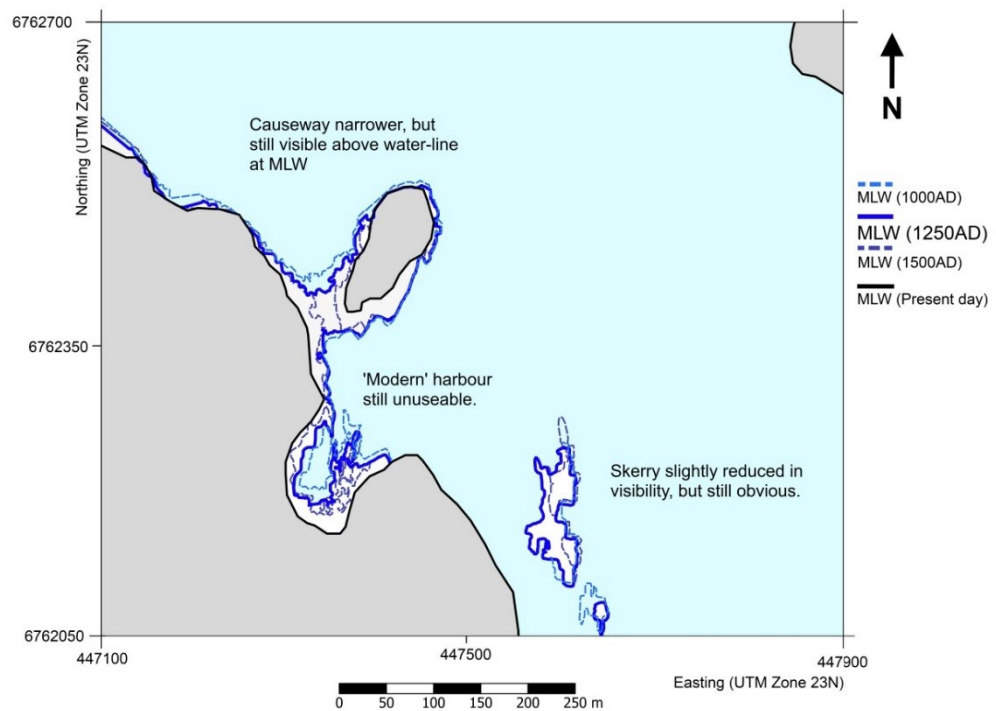 6762700
Northing (UTM Zone 23N)
Causeway narrower, but
still visible above water-line
at MLW
N
MLW (1000AD)
MLW (1250AD)
MLW (1500AD)
MLW (Present day)
6762350
'Modern' harbour
still unuseable.
Skerry slightly reduced in
visibility, but still obvious.
6762050
447100
447500
447900
Easting (UTM Zone 23N)
0 50 100 150 200 250 m